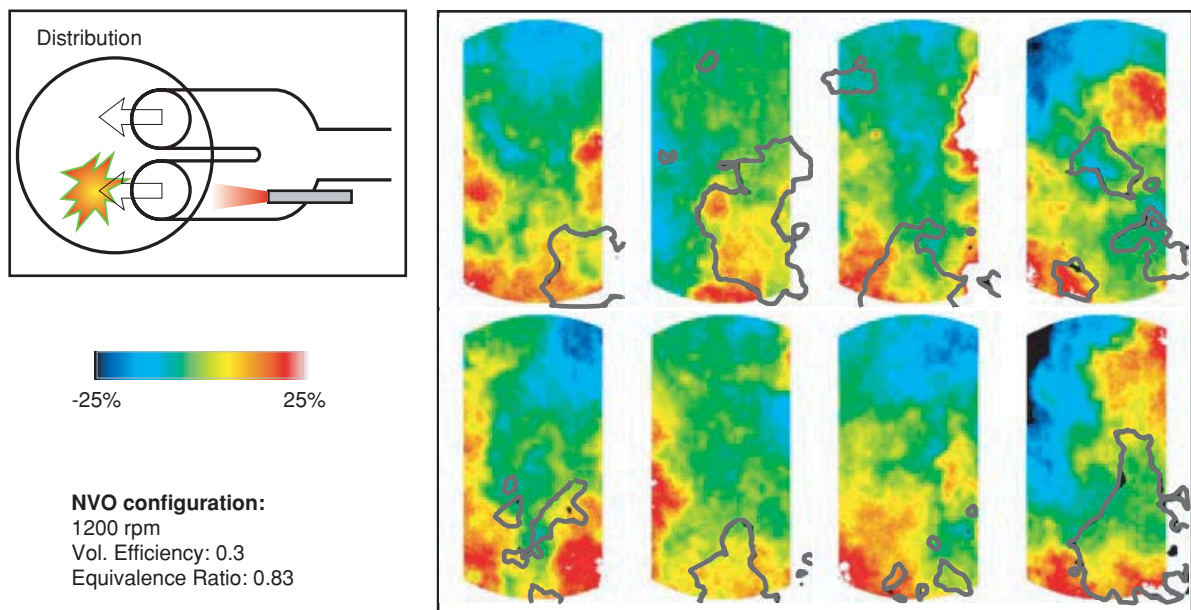 Distribution
-25%
25%
NVO configuration:
1200 rpm
Vol. Efficiency: 0.3
Equivalence Ratio: 0.83